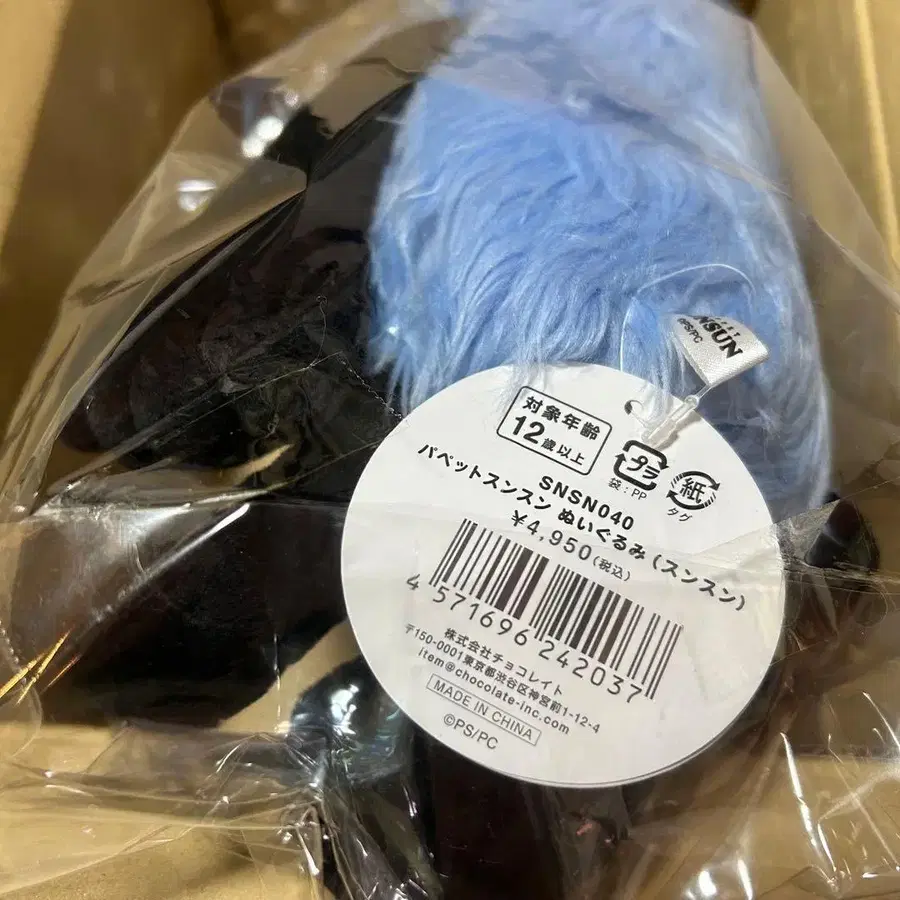 NSUN
©PS/PC
対象年齢
12歳以上
プラ
袋:PP
紙
タグ
SNSN040
パペットスンスン ぬいぐるみ(スンスン)
¥4,950(税込)
4 571696 242037
株式会社チョコレイト
〒150-0001東京都渋谷区神宮前1-12-4
item@chocolate-inc.com
MADE IN CHINA
©PS/PC